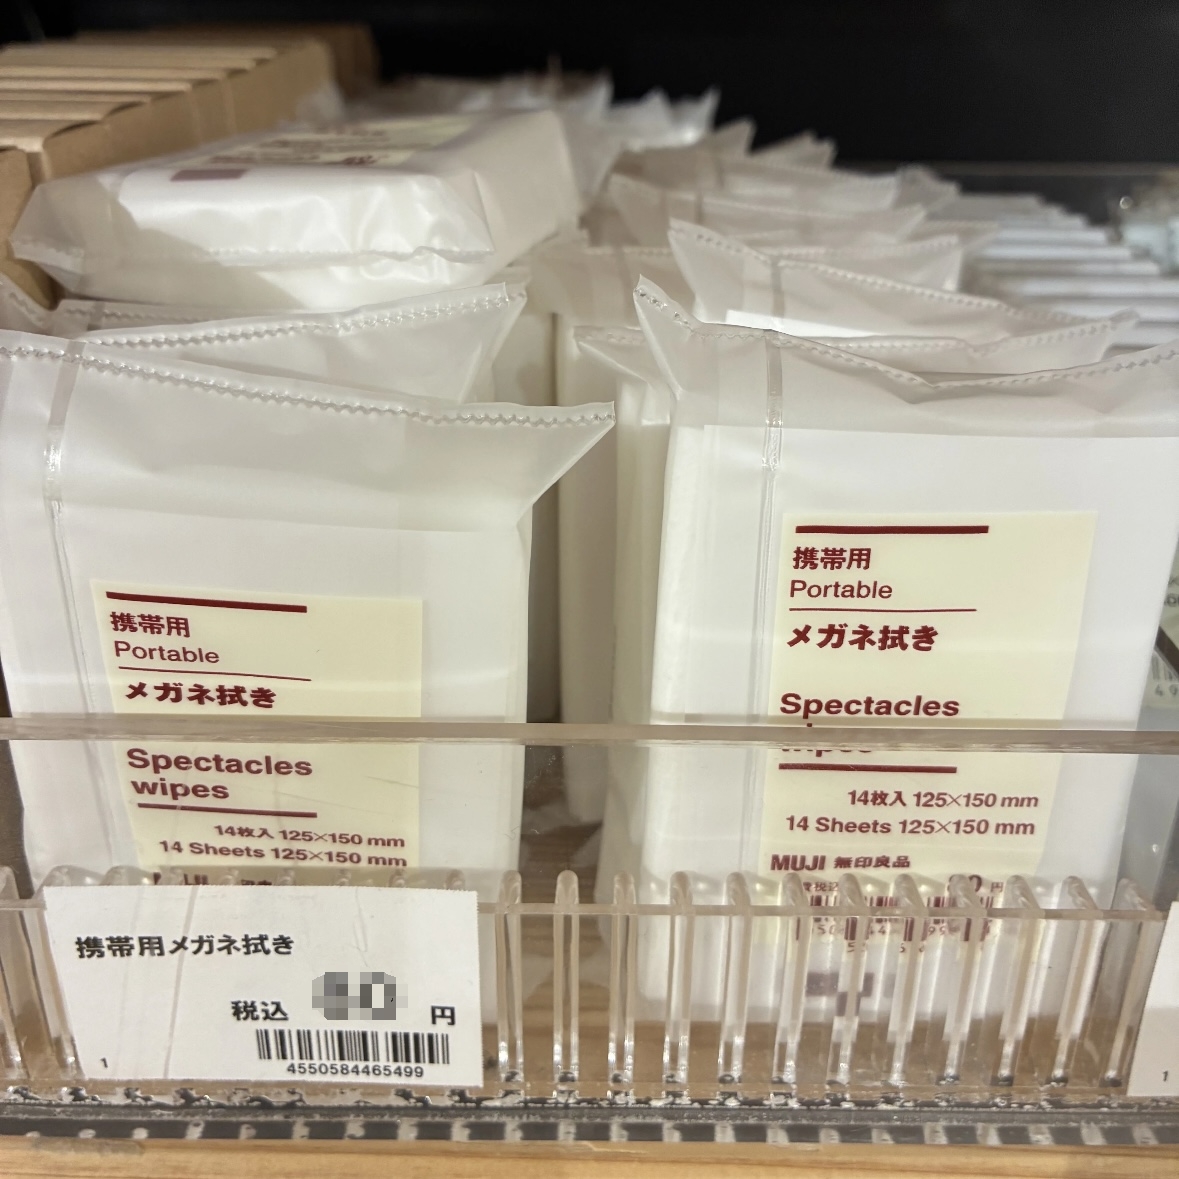 携帯用
Portable
メガネ拭き
Spectacles
wipes
14枚入 125×150 mm
14 Sheets 125×150 mm
携帯用
Portable
メガネ拭き
Spectacles
wipes
14枚入 125×150 mm
14 Sheets 125×150 mm
MUJI 無印良品
携帯用メガネ拭き
税込 円
4550584465499
1
1